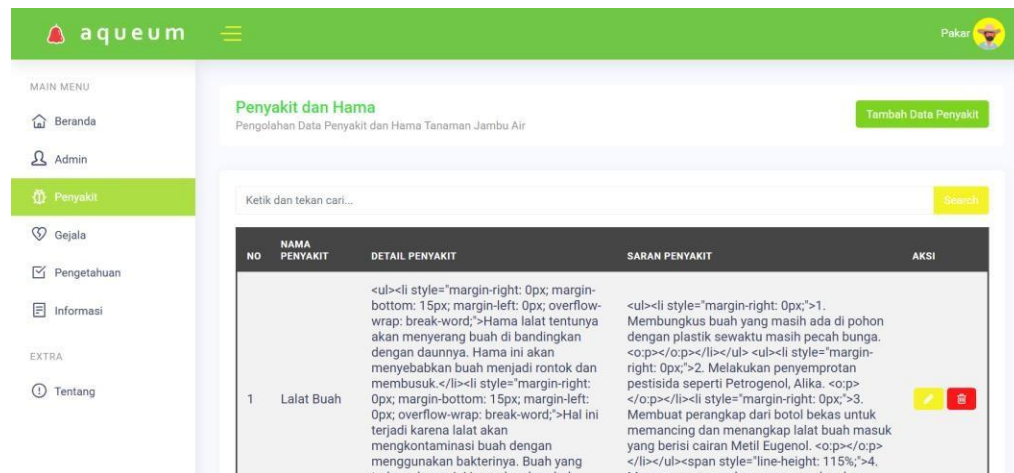 aqueum
Pakar
MAIN MENU
Beranda
Admin
Penyakit
Gejala
Pengetahuan
Informasi
EXTRA
Tentang
Penyakit dan Hama
Pengolahan Data Penyakit dan Hama Tanaman Jambu Air
Tambah Data Penyakit
Ketik dan tekan cari...
Search
NO
NAMA
PENYAKIT
DETAIL PENYAKIT
SARAN PENYAKIT
AKSI
1
Lalat Buah
<ul><li style="margin-right: 0px; margin-
bottom: 15px; margin-left: 0px; overflow-
wrap: break-word;">Hama lalat tentunya
akan menyerang buah di bandingkan
dengan daunnya. Hama ini akan
menyebabkan buah menjadi rontok dan
membusuk.</li><li style="margin-right:
0px; margin-bottom: 15px; margin-left:
0px; overflow-wrap: break-word;">Hal ini
terjadi karena lalat akan
mengkontaminasi buah dengan
menggunakan bakterinya. Buah yang
<ul><li style="margin-right: 0px;">1.
Membungkus buah yang masih ada di pohon
dengan plastik sewaktu masih pecah bunga.
<o:p></o:p></li></ul> <ul><li style="margin-
right: 0px;">2. Melakukan penyemprotan
pestisida seperti Petrogenol, Alika. <o:p>
</o:p></li><li style="margin-right: 0px;">3.
Membuat perangkap dari botol bekas untuk
memancing dan menangkap lalat buah masuk
yang berisi cairan Metil Eugenol. <o:p></o:p>
</li></ul><span style="line-height: 115%;">4.